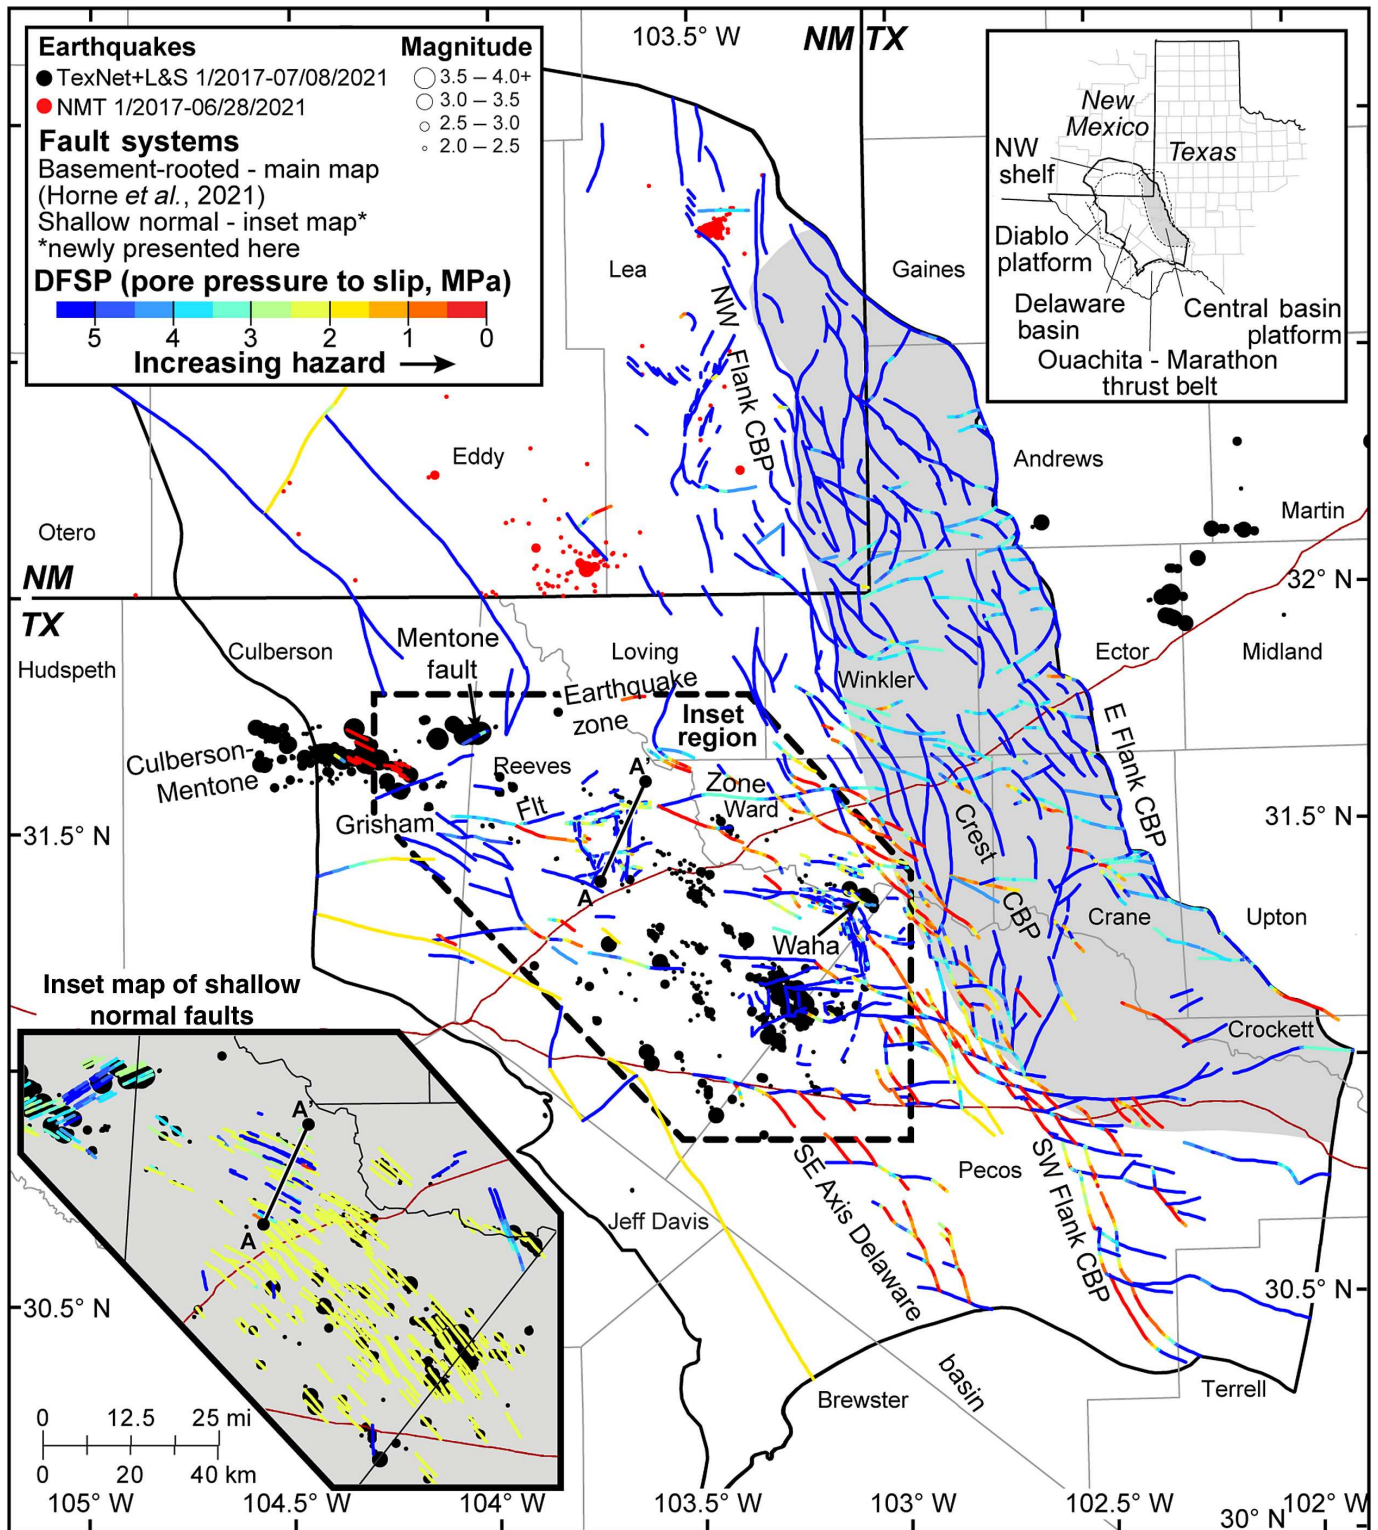 Earthquakes
TexNet+L&S 1/2017-07/08/2021
NMT 1/2017-06/28/2021
Magnitude
3.5 – 4.0+
3.0 – 3.5
2.5 – 3.0
2.0 – 2.5
Fault systems
Basement-rooted - main map
(Horne et al., 2021)
Shallow normal - inset map*
*newly presented here
DFSP (pore pressure to slip, MPa)
5 4 3 2 1 0
Increasing hazard
103.5° W
NM TX
New
Mexico
Texas
NW
shelf
Diablo
platform
Delaware
basin
Central basin
platform
Ouachita - Marathon
thrust belt
Lea
Gaines
NW Flank CBP
Eddy
Andrews
Martin
Otero
NM
TX
32° N
Hudspeth
Culberson
Mentone
fault
Loving
Earthquake
zone
Winkler
Ector
Midland
Inset
region
Culberson-
Mentone
Reeves
A'
Zone
Ward
E Flank CBP
Grisham
Flt
31.5° N
31.5° N
Crest
CBP
A
Waha
Crane
Upton
Inset map of shallow
normal faults
Crockett
A'
A
SE Axis Delaware
basin
Pecos
SW Flank CBP
Jeff Davis
30.5° N
30.5° N
Brewster
Terrell
0 12.5 25 mi
0 20 40 km
105° W
104.5° W
104° W
103.5° W
103° W
102.5° W
102° W
30° N